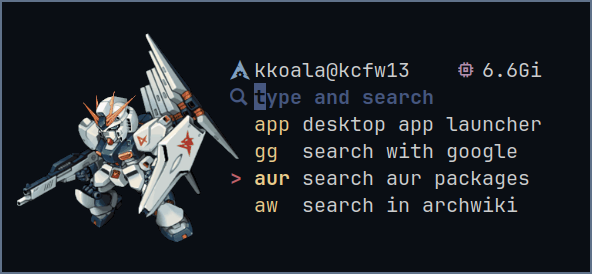 kkoala@kcfw13 6.6Gi
type and search
app desktop app launcher
gg search with google
> aur search aur packages
aw search in archwiki